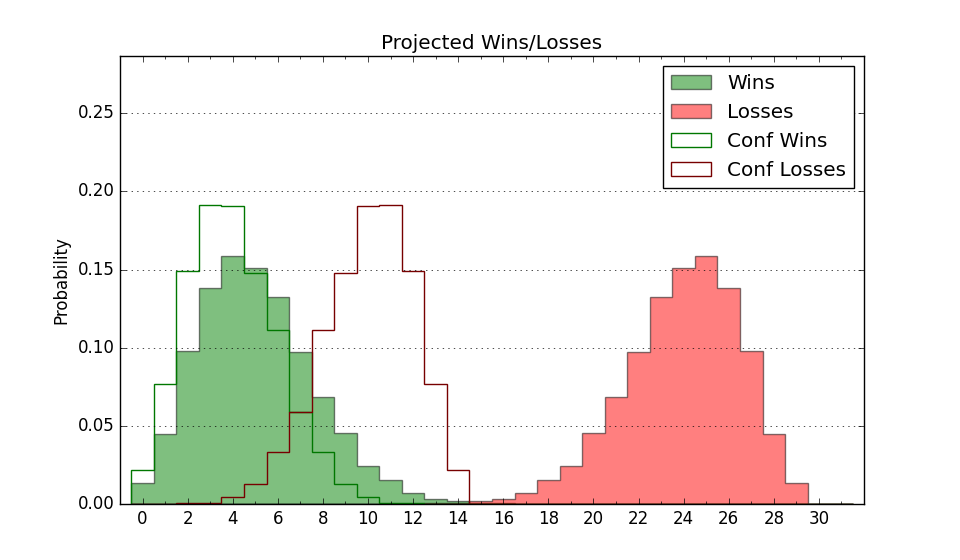 Projected Wins/Losses
Wins
Losses
Conf Wins
Conf Losses
Probability
0.25
0.20
0.15
0.10
0.05
0.00
0 2 4 6 8 10 12 14 16 18 20 22 24 26 28 30